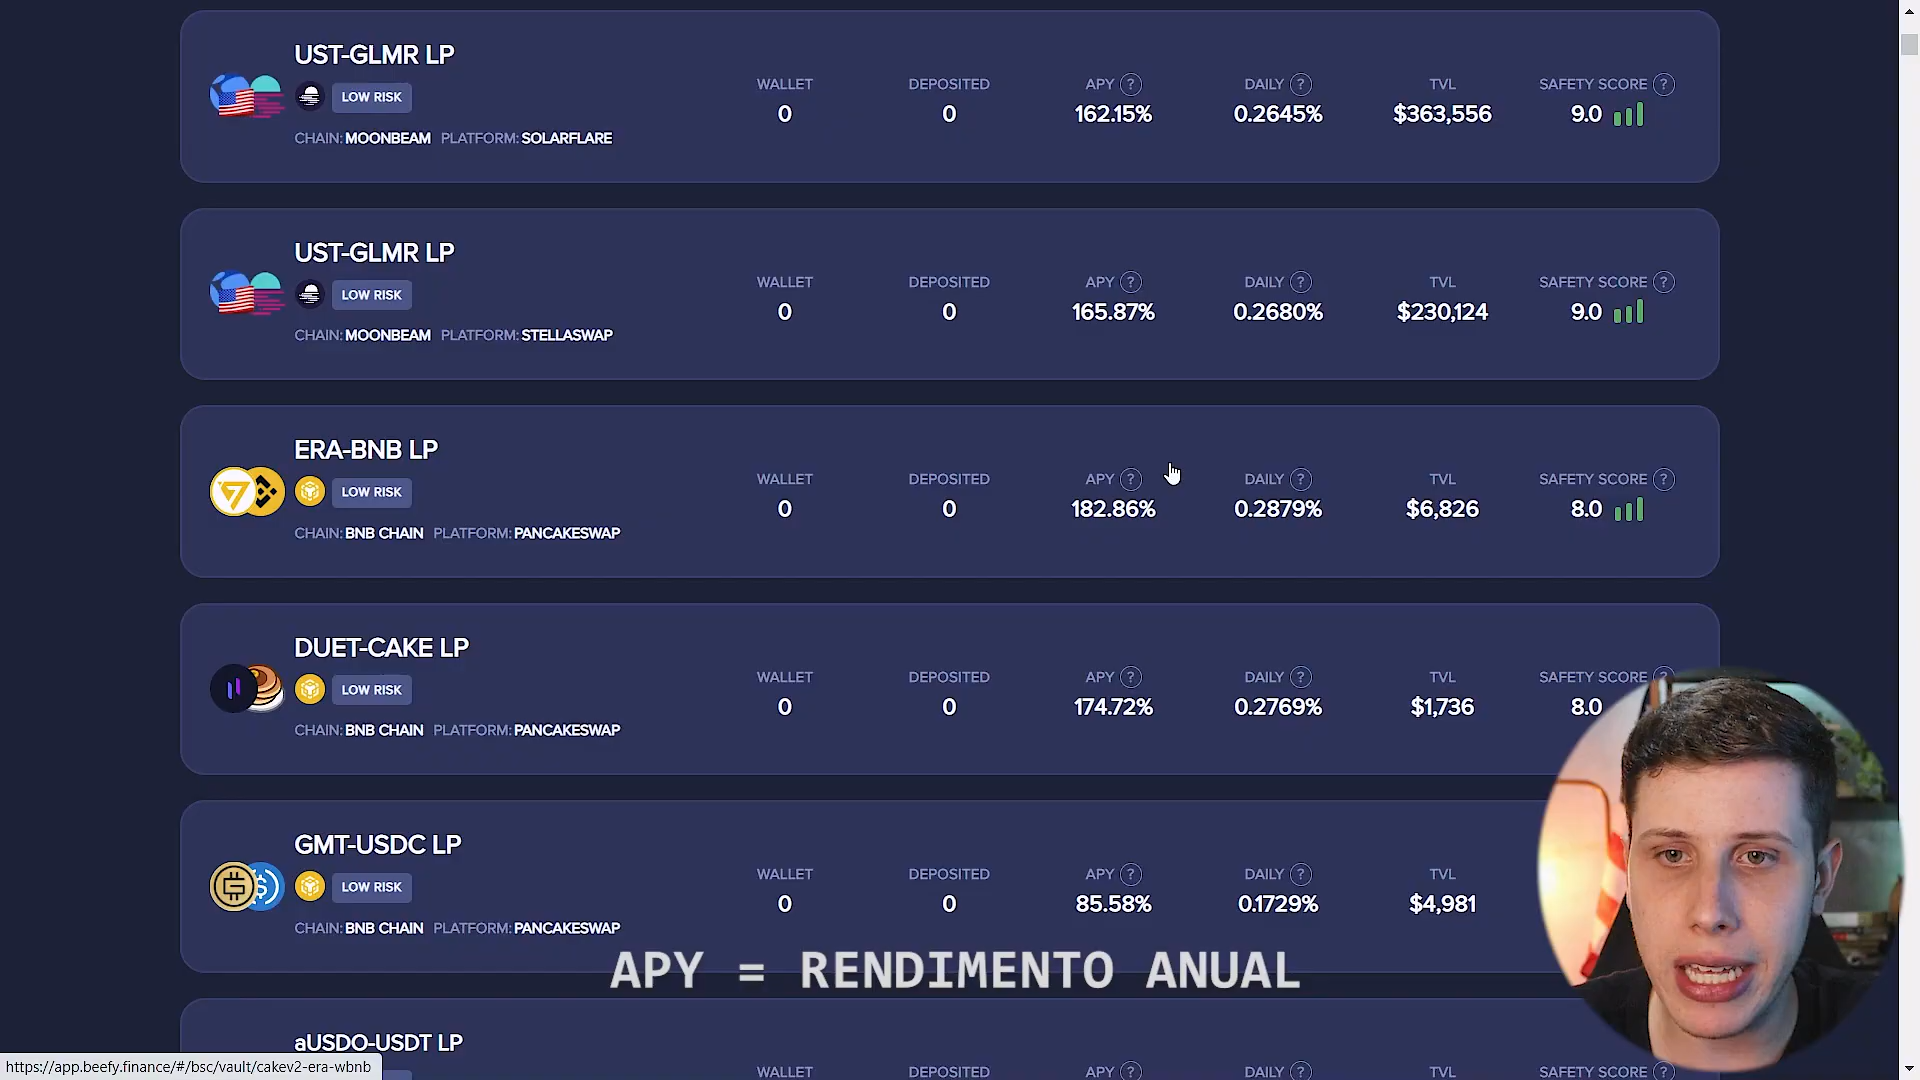 UST-GLMR LP
LOW RISK
CHAIN: MOONBEAM PLATFORM: SOLARFLARE
WALLET DEPOSITED APY ? DAILY ? TVL SAFETY SCORE ?
0 0 162.15% 0.2645% $363,556 9.0
UST-GLMR LP
LOW RISK
CHAIN: MOONBEAM PLATFORM: STELLASWAP
WALLET DEPOSITED APY ? DAILY ? TVL SAFETY SCORE ?
0 0 165.87% 0.2680% $230,124 9.0
ERA-BNB LP
LOW RISK
CHAIN: BNB CHAIN PLATFORM: PANCAKESWAP
WALLET DEPOSITED APY ? DAILY ? TVL SAFETY SCORE ?
0 0 182.86% 0.2879% $6,826 8.0
DUET-CAKE LP
LOW RISK
CHAIN: BNB CHAIN PLATFORM: PANCAKESWAP
WALLET DEPOSITED APY ? DAILY ? TVL SAFETY SCORE ?
0 0 174.72% 0.2769% $1,736 8.0
GMT-USDC LP
LOW RISK
CHAIN: BNB CHAIN PLATFORM: PANCAKESWAP
WALLET DEPOSITED APY ? DAILY ? TVL
0 0 85.58% 0.1729% $4,981
APY = RENDIMENTO ANUAL
aUSDO-USDT LP
WALLET DEPOSITED APY ? DAILY ? TVL SAFETY SCORE ?
https://app.beefy.finance/#/bsc/vault/cakev2-era-wbnb